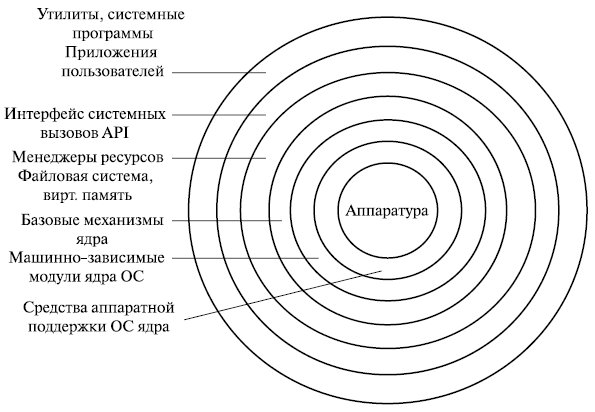 Утилиты, системные
программы
Приложения
пользователей
Интерфейс системных
вызовов API
Менеджеры ресурсов
Файловая система,
вирт. память
Базовые механизмы
ядра
Машинно-зависимые
модули ядра ОС
Средства аппаратной
поддержки ОС ядра
Аппаратура